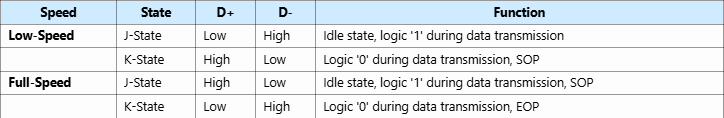 Speed State D+ D- Function
Low-Speed J-State Low High Idle state, logic '1' during data transmission
K-State High Low Logic '0' during data transmission, SOP
Full-Speed J-State High Low Idle state, logic '1' during data transmission, SOP
K-State Low High Logic '0' during data transmission, EOP